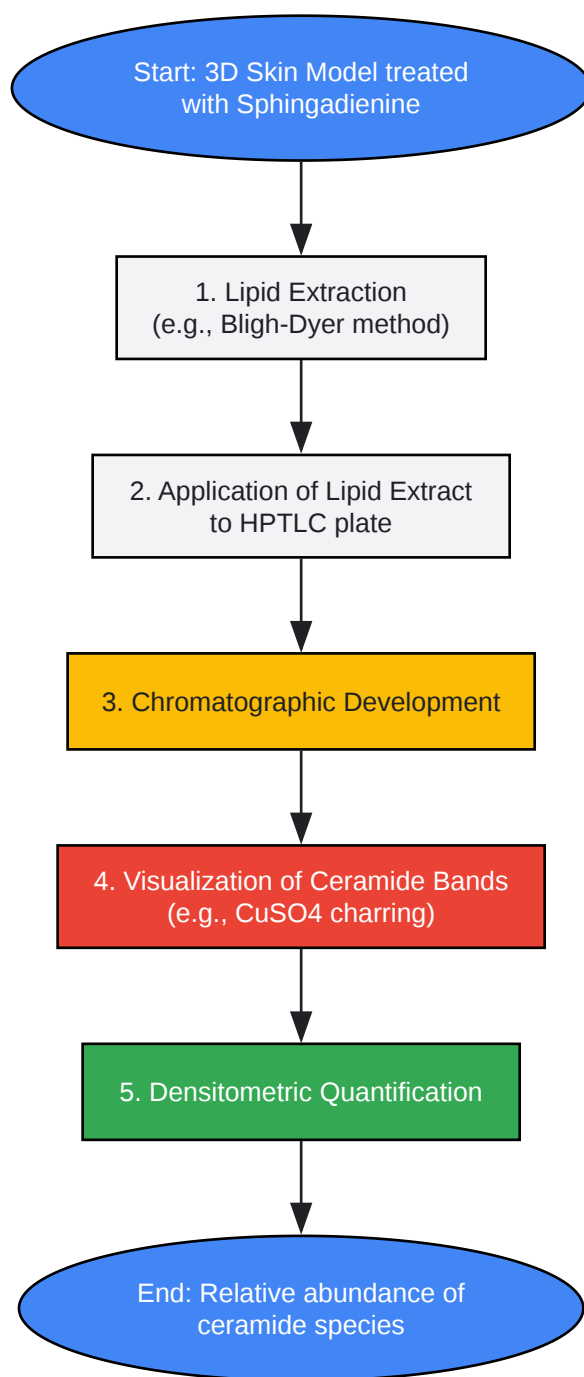 Start: 3D Skin Model treated
with Sphingadienine
1. Lipid Extraction
(e.g., Bligh-Dyer method)
2. Application of Lipid Extract
to HPTLC plate
3. Chromatographic Development
4. Visualization of Ceramide Bands
(e.g., CuSO4 charring)
5. Densitometric Quantification
End: Relative abundance of
ceramide species